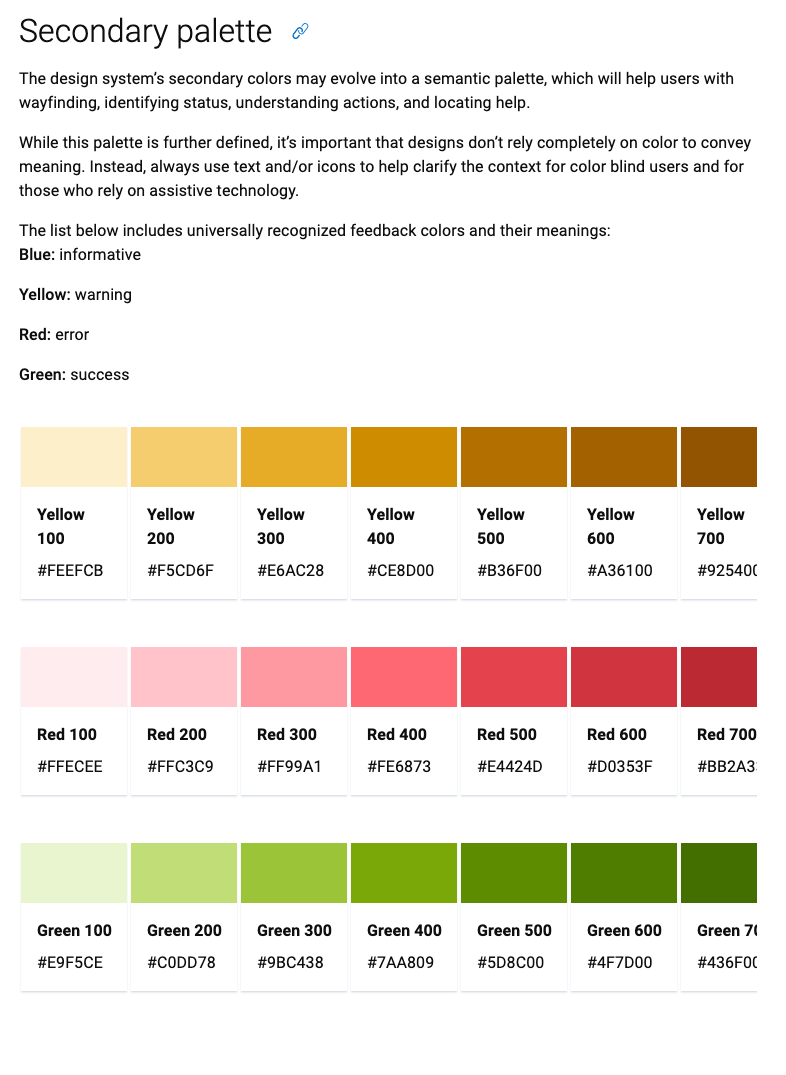 Secondary palette
The design system’s secondary colors may evolve into a semantic palette, which will help users with
wayfinding, identifying status, understanding actions, and locating help.
While this palette is further defined, it’s important that designs don’t rely completely on color to convey
meaning. Instead, always use text and/or icons to help clarify the context for color blind users and for
those who rely on assistive technology.
The list below includes universally recognized feedback colors and their meanings:
Blue: informative
Yellow: warning
Red: error
Green: success
Yellow 100
#FEEFCB
Yellow 200
#F5CD6F
Yellow 300
#E6AC28
Yellow 400
#CE8D00
Yellow 500
#B36F00
Yellow 600
#A36100
Yellow 700
#925400
Red 100
#FFECEE
Red 200
#FFC3C9
Red 300
#FF99A1
Red 400
#FE6873
Red 500
#E4424D
Red 600
#D0353F
Red 700
#BB2A3
Green 100
#E9F5CE
Green 200
#C0DD78
Green 300
#9BC438
Green 400
#7AA809
Green 500
#5D8C00
Green 600
#4F7D00
Green 70
#436F00